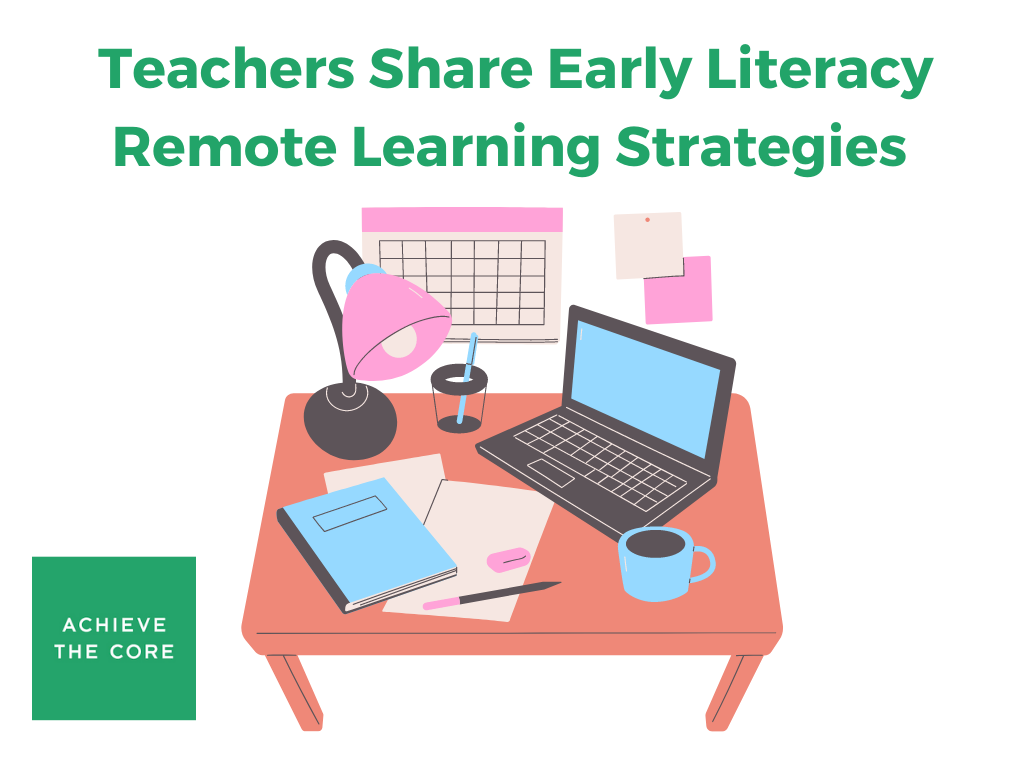 Teachers Share Early Literacy
Remote Learning Strategies
ACHIEVE
THE CORE